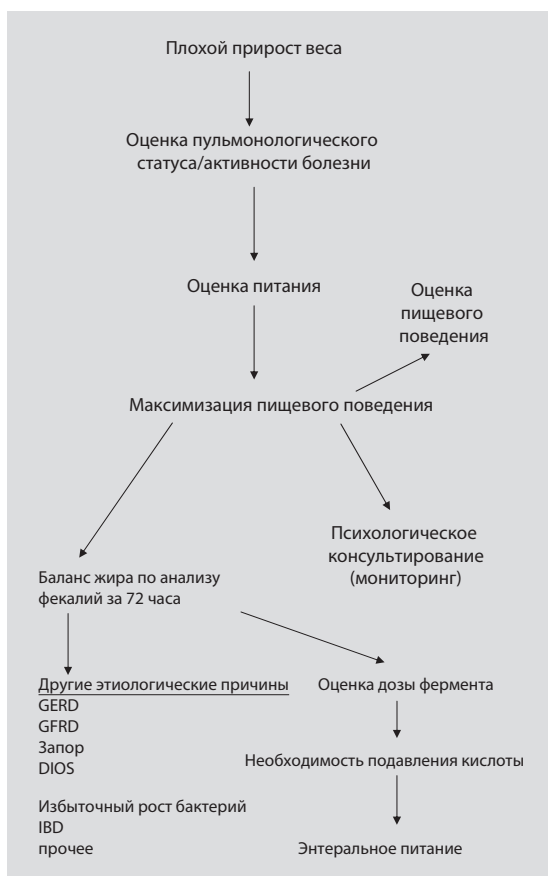 Плохой прирост веса
Оценка пульмонологического
статуса/активности болезни
Оценка питания
Оценка
пищевого
поведения
Максимизация пищевого поведения
Психологическое
консультирование
(мониторинг)
Баланс жира по анализу
фекалий за 72 часа
Другие этиологические причины
GERD
GFRD
Запор
DIOS
Избыточный рост бактерий
IBD
прочее
Оценка дозы фермента
Необходимость подавления кислоты
Энтеральное питание